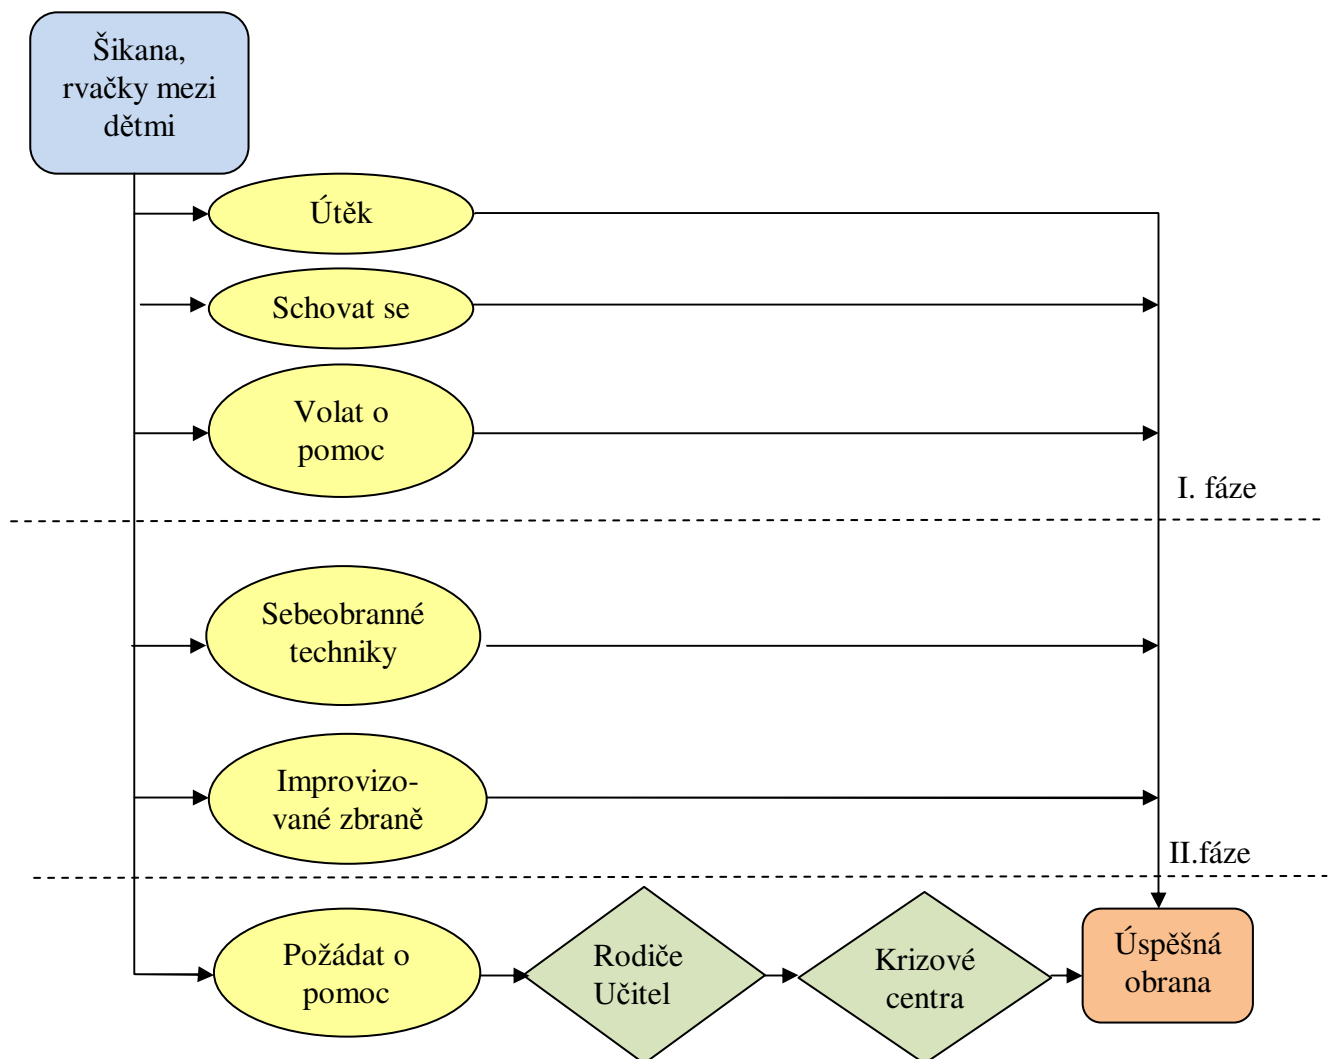 Šikana,
rvačky mezi
dětmi
Útěk
Schovat se
Volat o
pomoc
I. fáze
Sebeobranné
techniky
Improvizo-
vané zbraně
II.fáze
Požádat o
pomoc
Rodiče
Učitel
Krizové
centra
Úspěšná
obrana